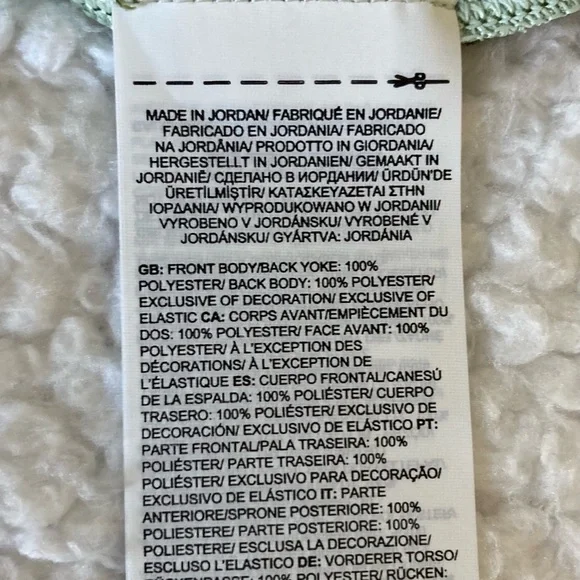 MADE IN JORDAN/ FABRIQUÉ EN JORDANIE/
FABRICADO EN JORDANIA/ FABRICADO
NA JORDÂNIA/ PRODOTTO IN GIORDANIA/
HERGESTELLT IN JORDANIEN/ GEMAAKT IN
JORDANIË/ СДЕЛАНО В ИОРДАНИИ/ ÜRDÜN'DE
ÜRETİLMİŞTİR/ ΚΑΤΑΣΚΕΥΑΖΕΤΑΙ ΣΤΗΝ
ΙΟΡΔΑΝΙΑ/ WYPRODUKOWANO W JORDANII/
VYROBENO V JORDÁNSKU/ VYROBENÉ V
JORDÁNSKU/ GYÁRTVA: JORDÁNIA
GB: FRONT BODY/BACK YOKE: 100%
POLYESTER/ BACK BODY: 100% POLYESTER/
EXCLUSIVE OF DECORATION/ EXCLUSIVE OF
ELASTIC CA: CORPS AVANT/EMPIÈCEMENT DU
DOS: 100% POLYESTER/ FACE AVANT: 100%
POLYESTER/ À L'EXCEPTION DES
DÉCORATIONS/ À L'EXCEPTION DE
L'ÉLASTIQUE ES: CUERPO FRONTAL/CANESÚ
DE LA ESPALDA: 100% POLIÉSTER/ CUERPO
TRASERO: 100% POLIÉSTER/ EXCLUSIVO DE
DECORACIÓN/ EXCLUSIVO DE ELÁSTICO PT:
PARTE FRONTAL/PALA TRASEIRA: 100%
POLIÉSTER/ PARTE TRASEIRA: 100%
POLIÉSTER/ EXCLUSIVO PARA DECORAÇÃO/
EXCLUSIVO DE ELÁSTICO IT: PARTE
ANTERIORE/SPRONE POSTERIORE: 100%
POLIESTERE/ PARTE POSTERIORE: 100%
POLIESTERE/ ESCLUSA LA DECORAZIONE/
ESCLUSO L'ELASTICO DE: VORDERER TORSO/
RÜCKENPASSE: 100% POLYESTER/ RÜCKEN: